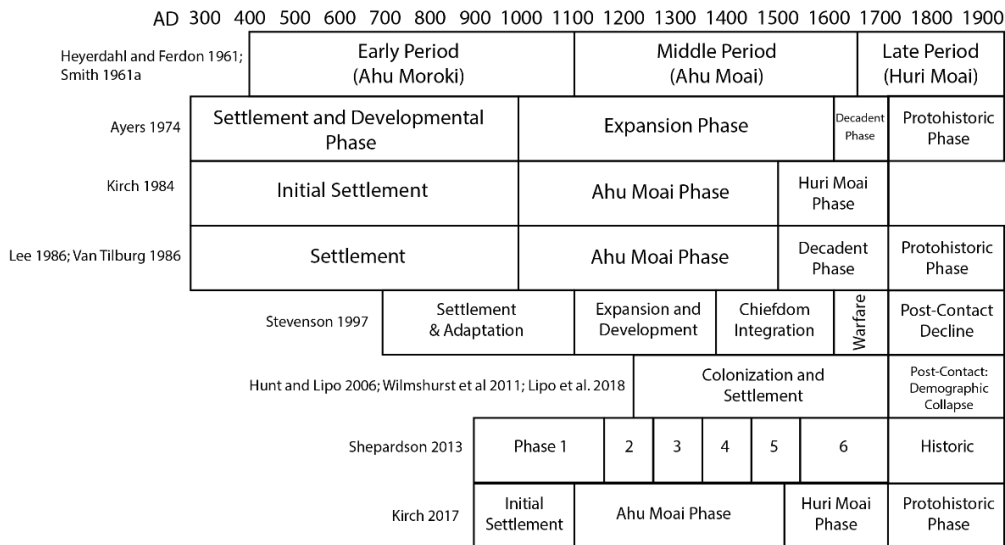 AD 300 400 500 600 700 800 900 1000 1100 1200 1300 1400 1500 1600 1700 1800 1900
Heyerdahl and Ferdon 1961;
Smith 1961a
Early Period
(Ahu Moroki)
Middle Period
(Ahu Moai)
Late Period
(Huri Moai)
Ayers 1974
Settlement and Developmental
Phase
Expansion Phase
Decadent
Phase
Protohistoric
Phase
Kirch 1984
Initial Settlement
Ahu Moai Phase
Huri Moai
Phase
Lee 1986; Van Tilburg 1986
Settlement
Ahu Moai Phase
Decadent
Phase
Protohistoric
Phase
Stevenson 1997
Settlement
& Adaptation
Expansion and
Development
Chiefdom
Integration
Warfare
Post-Contact
Decline
Hunt and Lipo 2006; Wilmshurst et al 2011; Lipo et al. 2018
Colonization and
Settlement
Post-Contact:
Demographic
Collapse
Shepardson 2013
Phase 1
2
3
4
5
6
Historic
Kirch 2017
Initial
Settlement
Ahu Moai Phase
Huri Moai
Phase
Protohistoric
Phase